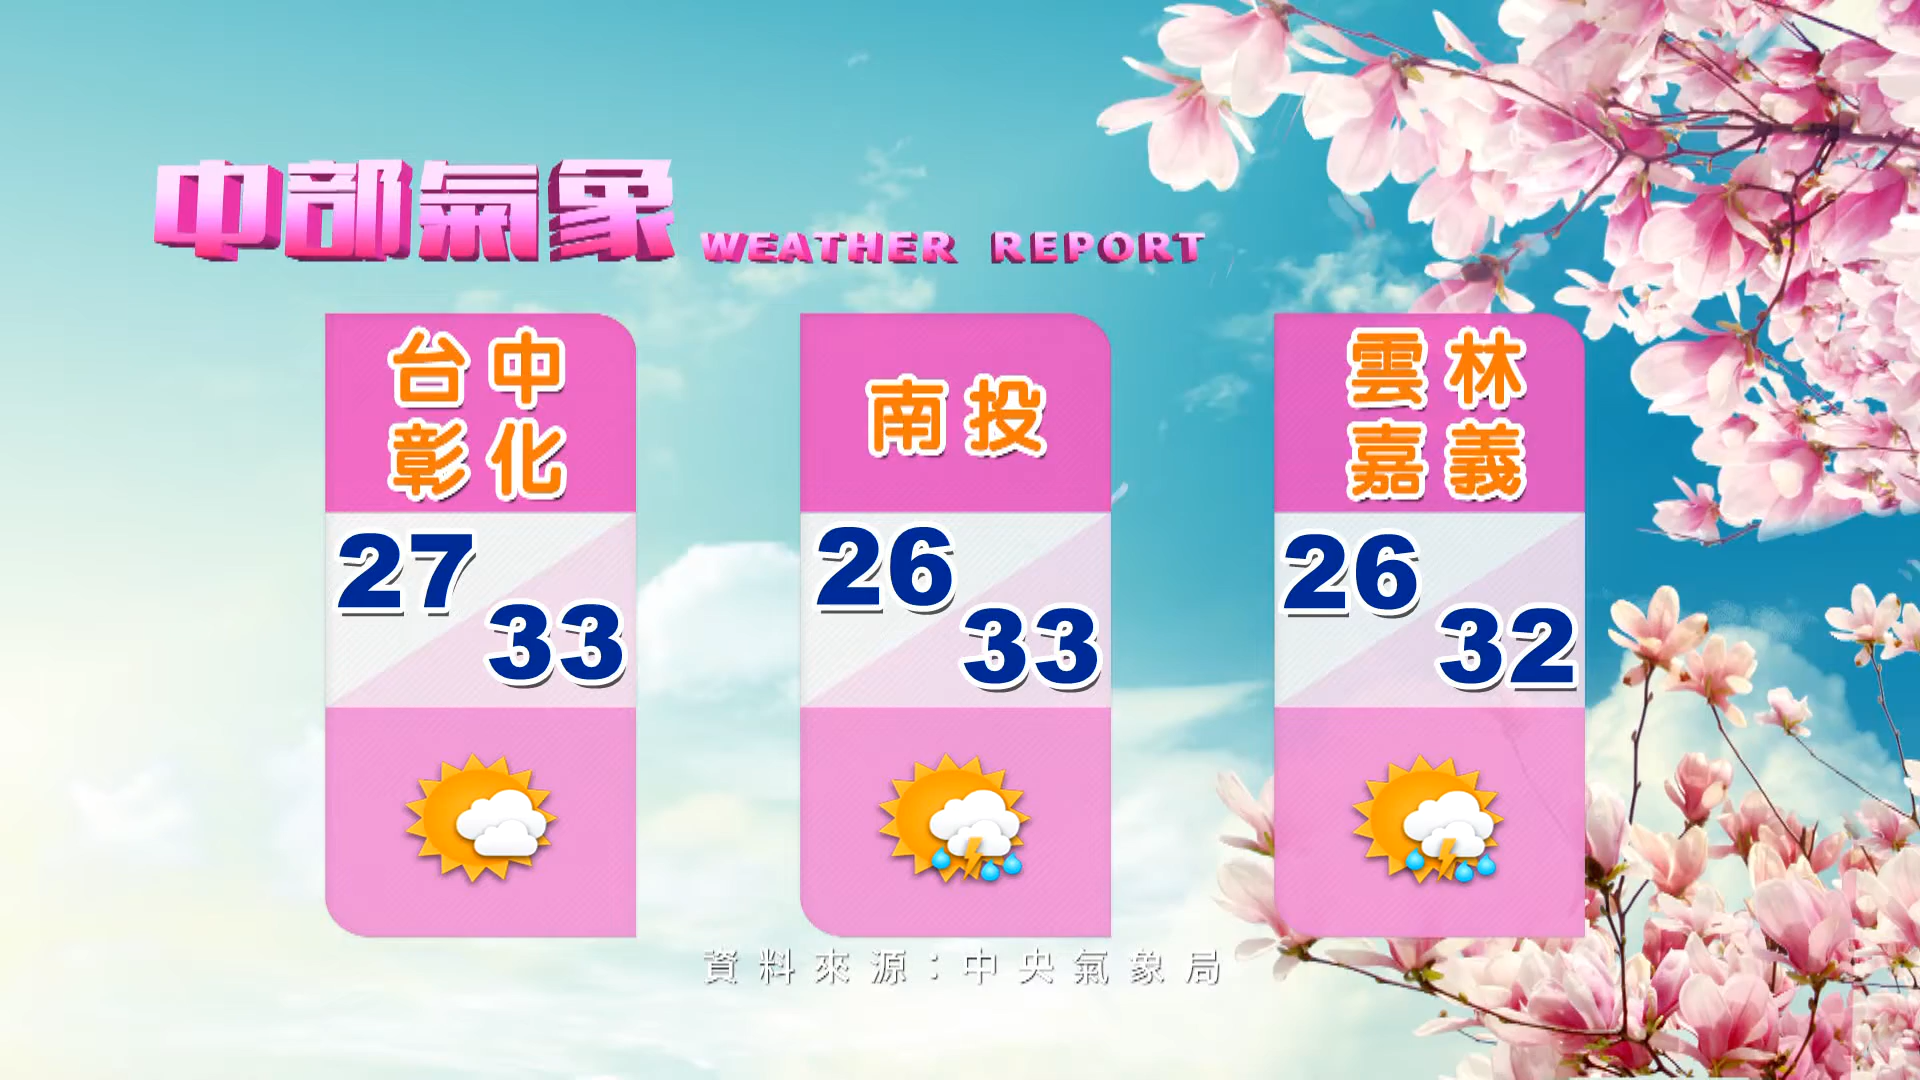 中部氣象 WEATHER REPORT
台中
彰化
27
33
南投
26
33
雲林
嘉義
26
32
資料來源:中央氣象局